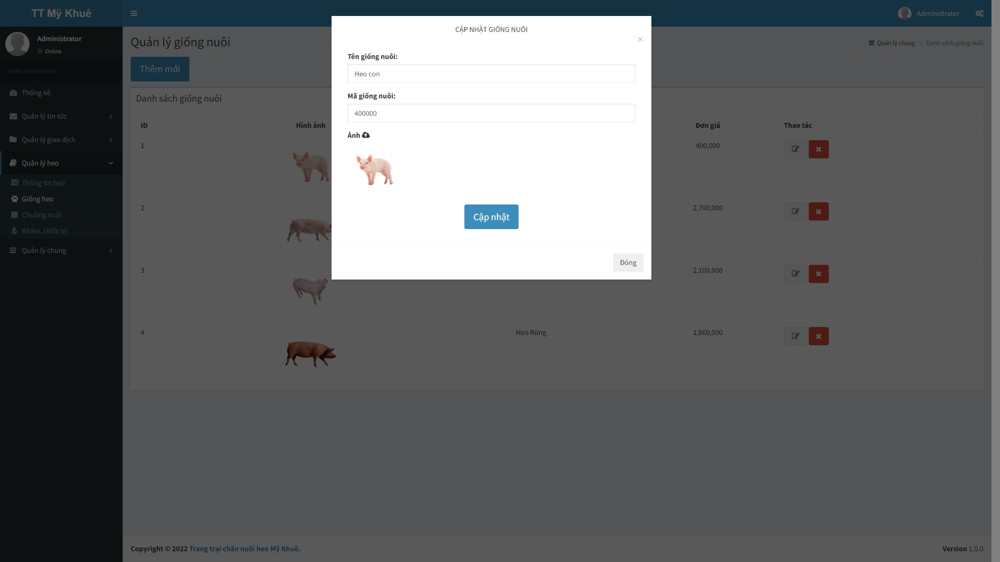 TT Mỹ Khuê
Administrator
Administrator
Online
MAIN NAVIGATION
Thống kê
Quản lý tin tức
Quản lý giao dịch
Quản lý heo
Thông tin heo
Giống heo
Chuồng nuôi
Khám, chữa trị
Quản lý chung
Quản lý giống nuôi
Quản lý chung > Danh sách giống nuôi
Thêm mới
Danh sách giống nuôi
ID Hình ảnh Đơn giá Thao tác
1 400,000
2 2,700,000
3 2,100,000
4 Heo Rừng 1,860,000
CẬP NHẬT GIỐNG NUÔI
×
Tên giống nuôi:
Heo con
Mã giống nuôi:
400000
Ảnh
Cập nhật
Đóng
Copyright © 2022 Trang trại chăn nuôi heo Mỹ Khuê.
Version 1.0.0